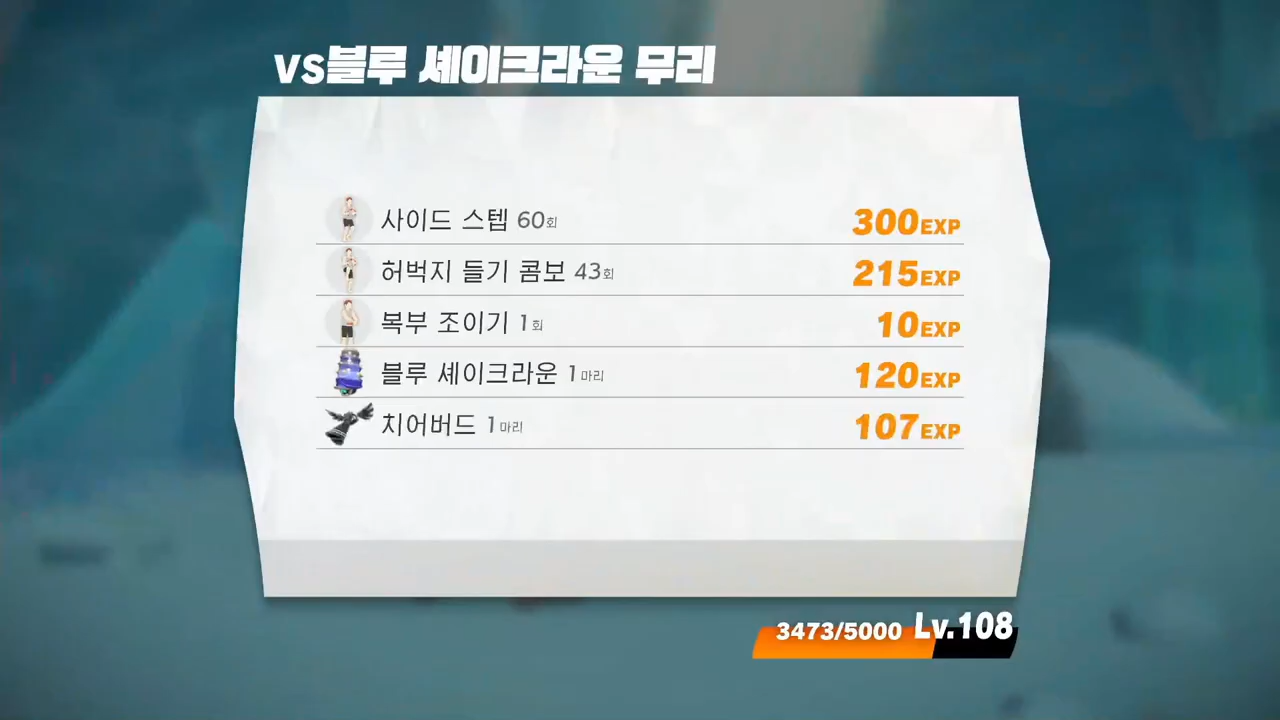 vs블루 셰이크라운 무리
사이드 스텝 60회 300EXP
허벅지 들기 콤보 43회 215EXP
복부 조이기 1회 10EXP
블루 셰이크라운 1마리 120EXP
치어버드 1마리 107EXP
3473/5000 Lv.108